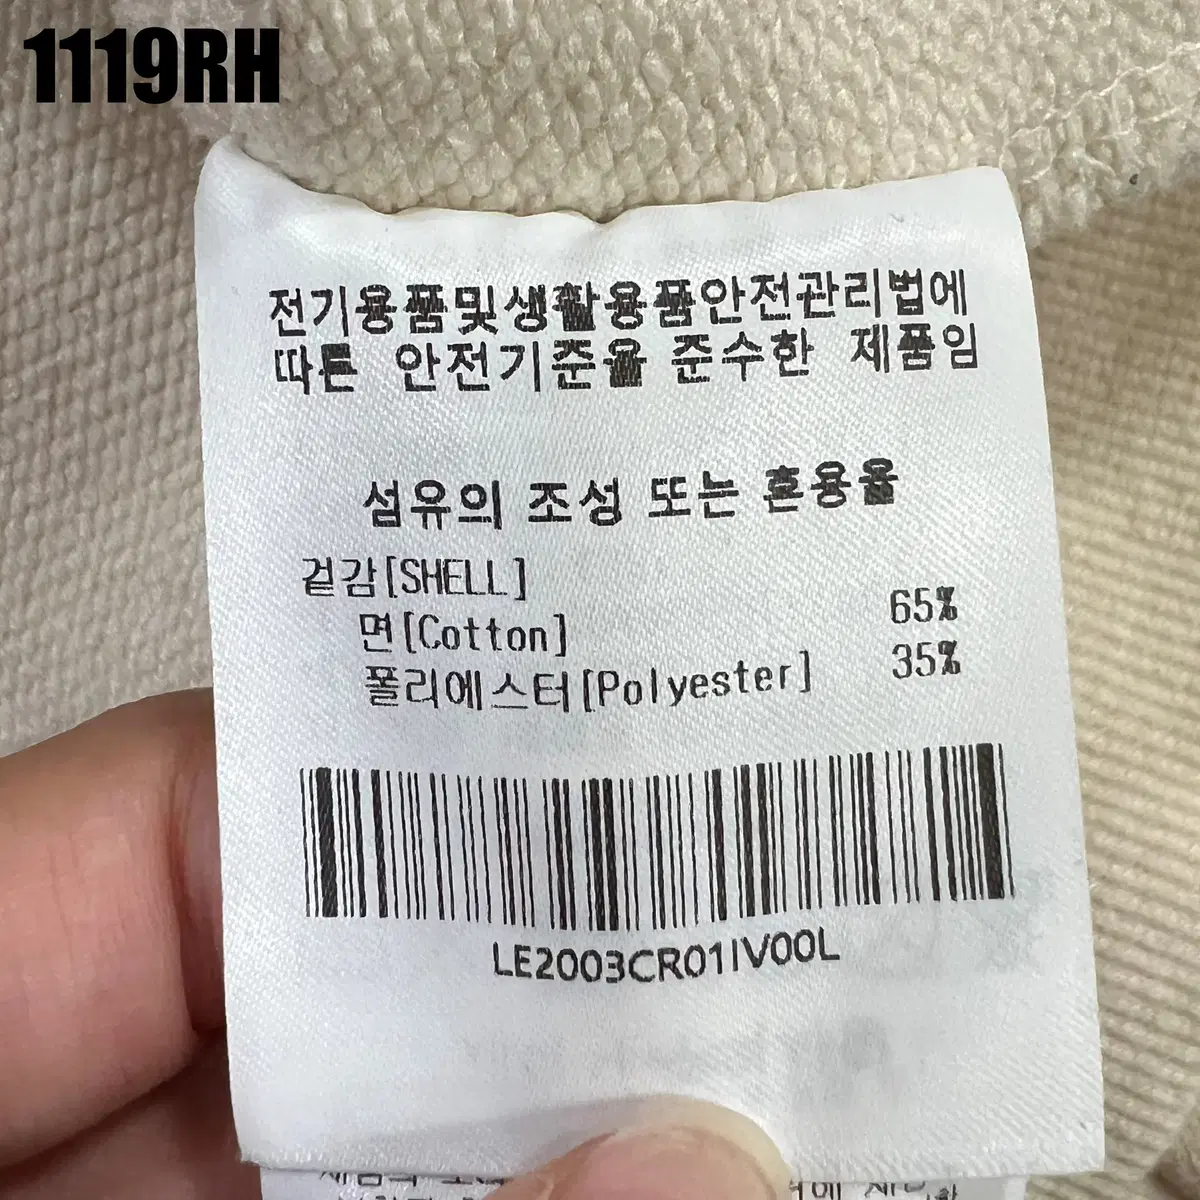 1119RH
전기용품및생활용품안전관리법에
따른 안전기준을 준수한 제품임
섬유의 조성 또는 혼용율
겉감[SHELL]
면[Cotton] 65%
폴리에스터[Polyester] 35%
LE2003CR01IV00L